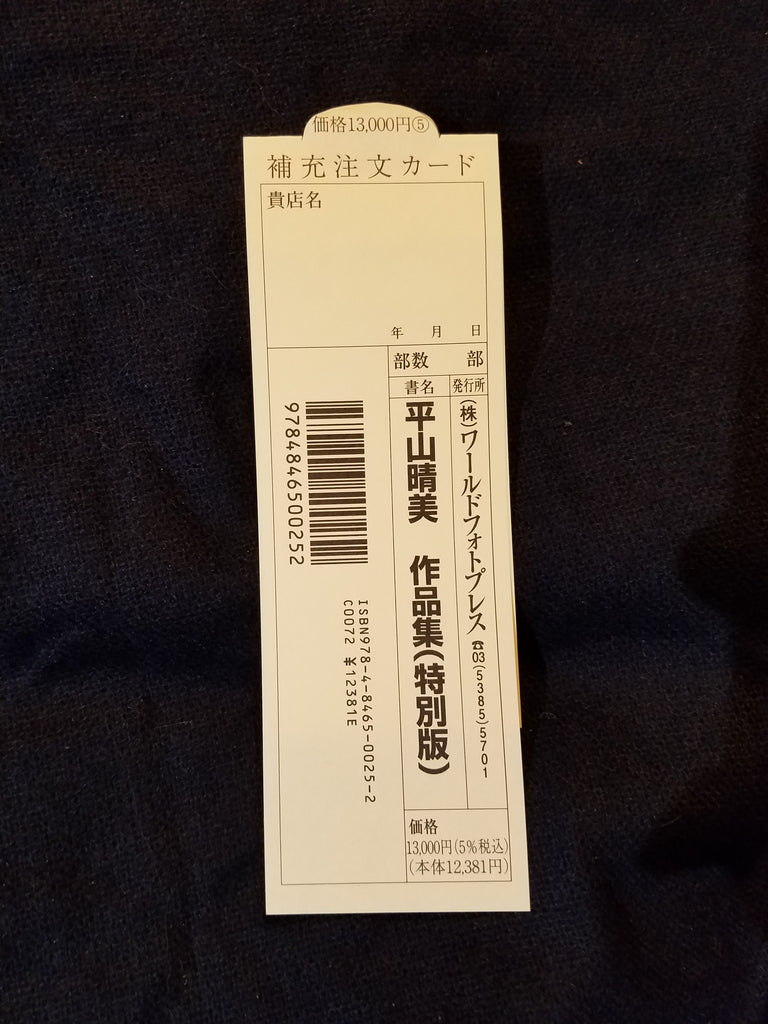 価格13,000円⑤
補充注文カード
貴店名
年 月 日
部数 部
書名
発行所
(株)ワールドフォトプレス ☎03(5385)5701
平山晴美 作品集(特別版)
9784846500252
ISBN978-4-8465-0025-2
C0072 ¥12381E
価格
13,000円(5%税込)
(本体12,381円)